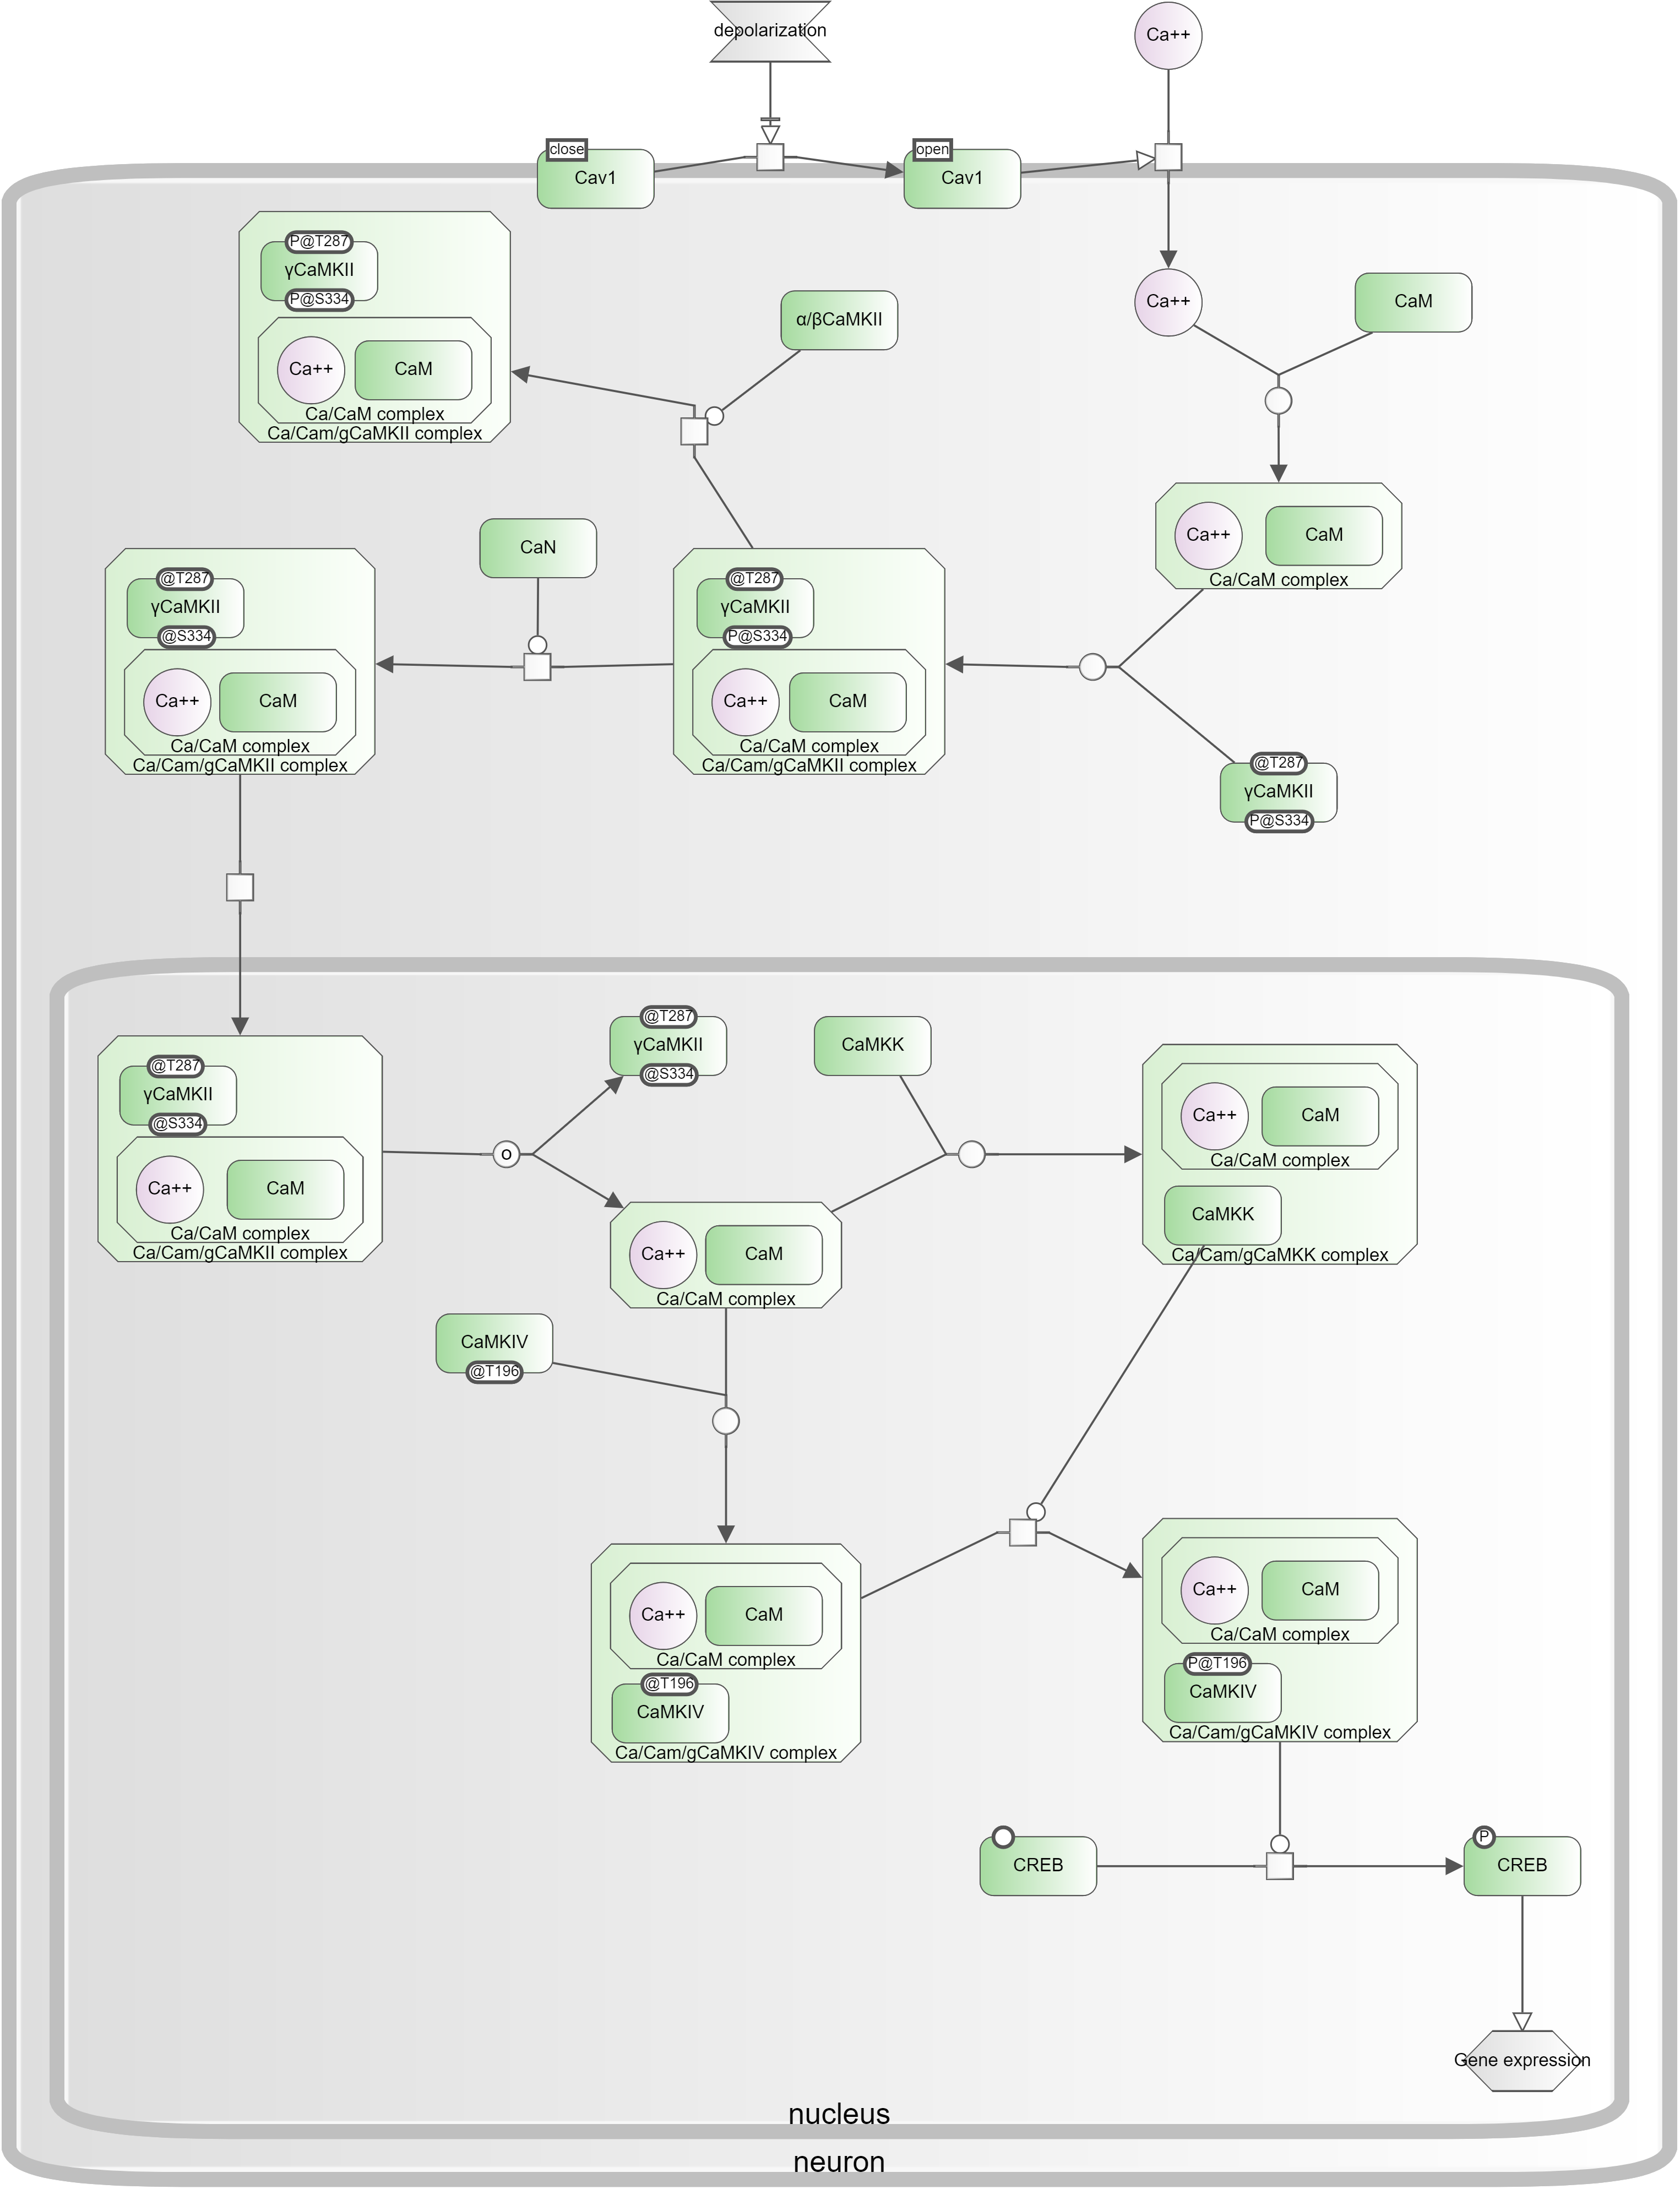 depolarization
Ca++
close
Cav1
open
Cav1
P@T287
γCaMKII
P@S334
Ca++
CaM
Ca/CaM complex
Ca/Cam/gCaMKII complex
α/βCaMKII
Ca++
CaM
Ca++
CaM
Ca/CaM complex
CaN
@T287
γCaMKII
@S334
Ca++
CaM
Ca/CaM complex
Ca/Cam/gCaMKII complex
@T287
γCaMKII
P@S334
Ca++
CaM
Ca/CaM complex
Ca/Cam/gCaMKII complex
@T287
γCaMKII
P@S334
@T287
γCaMKII
@S334
Ca++
CaM
Ca/CaM complex
Ca/Cam/gCaMKII complex
o
@T287
γCaMKII
@S334
CaMKK
Ca++
CaM
Ca/CaM complex
CaMKK
Ca/Cam/gCaMKK complex
Ca++
CaM
Ca/CaM complex
CaMKIV
@T196
Ca++
CaM
Ca/CaM complex
@T196
CaMKIV
Ca/Cam/gCaMKIV complex
Ca++
CaM
Ca/CaM complex
P@T196
CaMKIV
Ca/Cam/gCaMKIV complex
CREB
P
CREB
Gene expression
nucleus
neuron